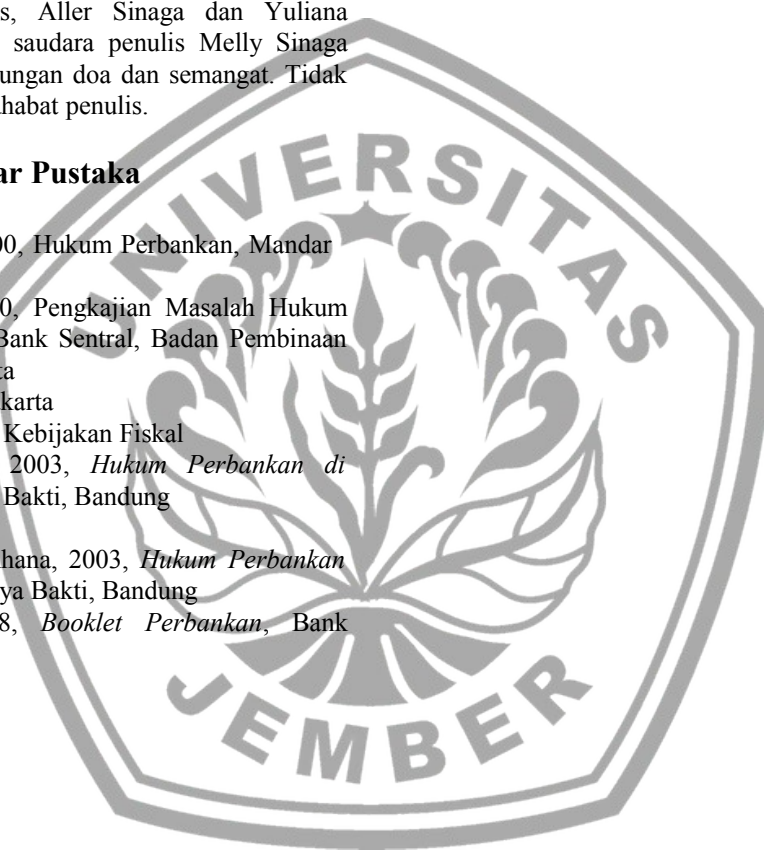 s, Aller Sinaga dan Yuliana
saudara penulis Melly Sinaga
ungan doa dan semangat. Tidak
ahabat penulis.
ar Pustaka
00, Hukum Perbankan, Mandar
0, Pengkajian Masalah Hukum
Bank Sentral, Badan Pembinaan
ta
karta
Kebijakan Fiskal
2003, Hukum Perbankan di
Bakti, Bandung
hana, 2003, Hukum Perbankan
ya Bakti, Bandung
8, Booklet Perbankan, Bank
UNIVERSITAS
JEMBER